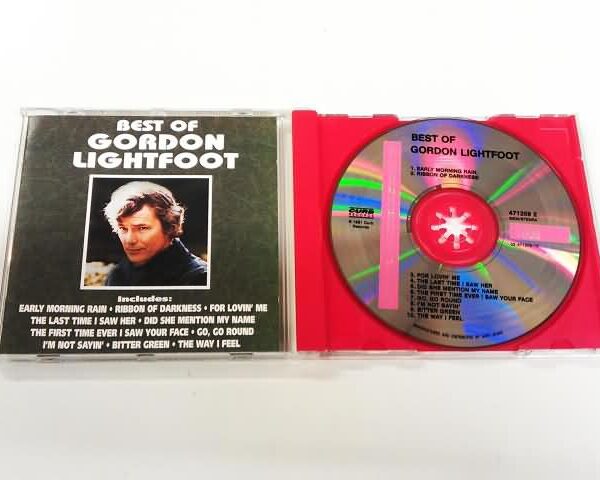 BEST OF
GORDON
LIGHTFOOT
Includes:
EARLY MORNING RAIN • RIBBON OF DARKNESS • FOR LOVIN' ME
THE LAST TIME I SAW HER • DID SHE MENTION MY NAME
THE FIRST TIME EVER I SAW YOUR FACE • GO, GO ROUND
I'M NOT SAYIN' • BITTER GREEN • THE WAY I FEEL
BEST OF
GORDON LIGHTFOOT
1. EARLY MORNING RAIN
2. RIBBON OF DARKNESS
℗ 1991 Curb
Records
3. FOR LOVIN' ME
4. THE LAST TIME I SAW HER
5. DID SHE MENTION MY NAME
6. THE FIRST TIME EVER I SAW YOUR FACE
7. GO, GO ROUND
8. I'M NOT SAYIN'
9. BITTER GREEN
10. THE WAY I FEEL